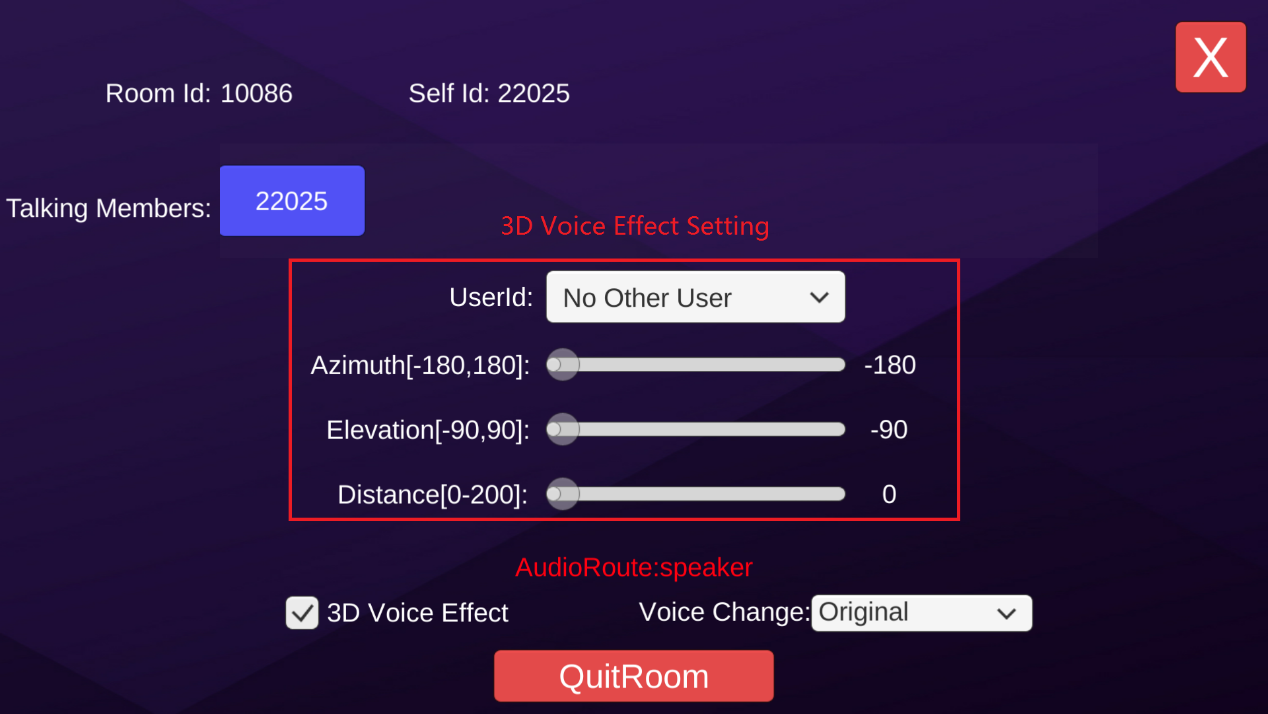 X
Room Id: 10086 Self Id: 22025
Talking Members: 22025
3D Voice Effect Setting
UserId: No Other User
Azimuth[-180,180]: -180
Elevation[-90,90]: -90
Distance[0-200]: 0
AudioRoute:speaker
3D Voice Effect Voice Change: Original
QuitRoom